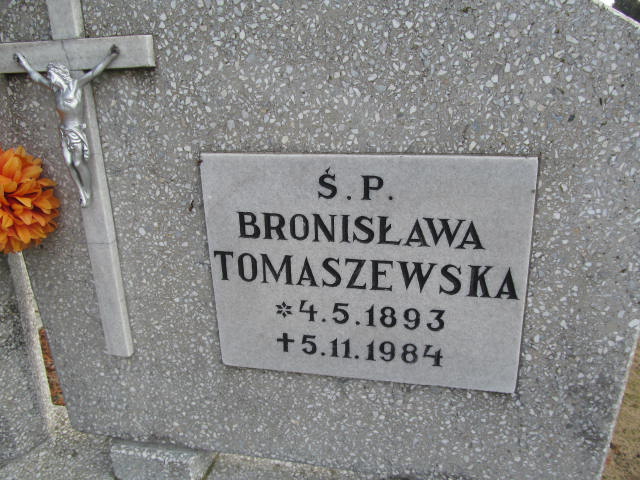 Ś.P.
BRONISŁAWA
TOMASZEWSKA
*4.5.1893
✝5.11.1984